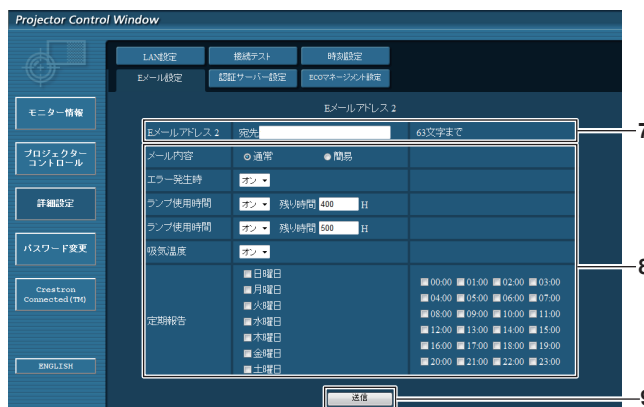 Projector Control Window
LAN設定 接続テスト 時刻設定
Eメール設定 認証サーバー設定 ECOマネージメント設定
Eメールアドレス 2
モニター情報
プロジェクター
コントロール
詳細設定
パスワード変更
Crestron
Connected(TM)
ENGLISH
Eメールアドレス 2 宛先 63文字まで
7
メール内容 通常 簡易
エラー発生時 オン
ランプ使用時間 オン 残り時間 400 H
ランプ使用時間 オン 残り時間 500 H
吸気温度 オン
8
定期報告
日曜日
月曜日
火曜日
水曜日
木曜日
金曜日
土曜日
00:00 01:00 02:00 03:00
04:00 05:00 06:00 07:00
08:00 09:00 10:00 11:00
12:00 13:00 14:00 15:00
16:00 17:00 18:00 19:00
20:00 21:00 22:00 23:00
送信
9